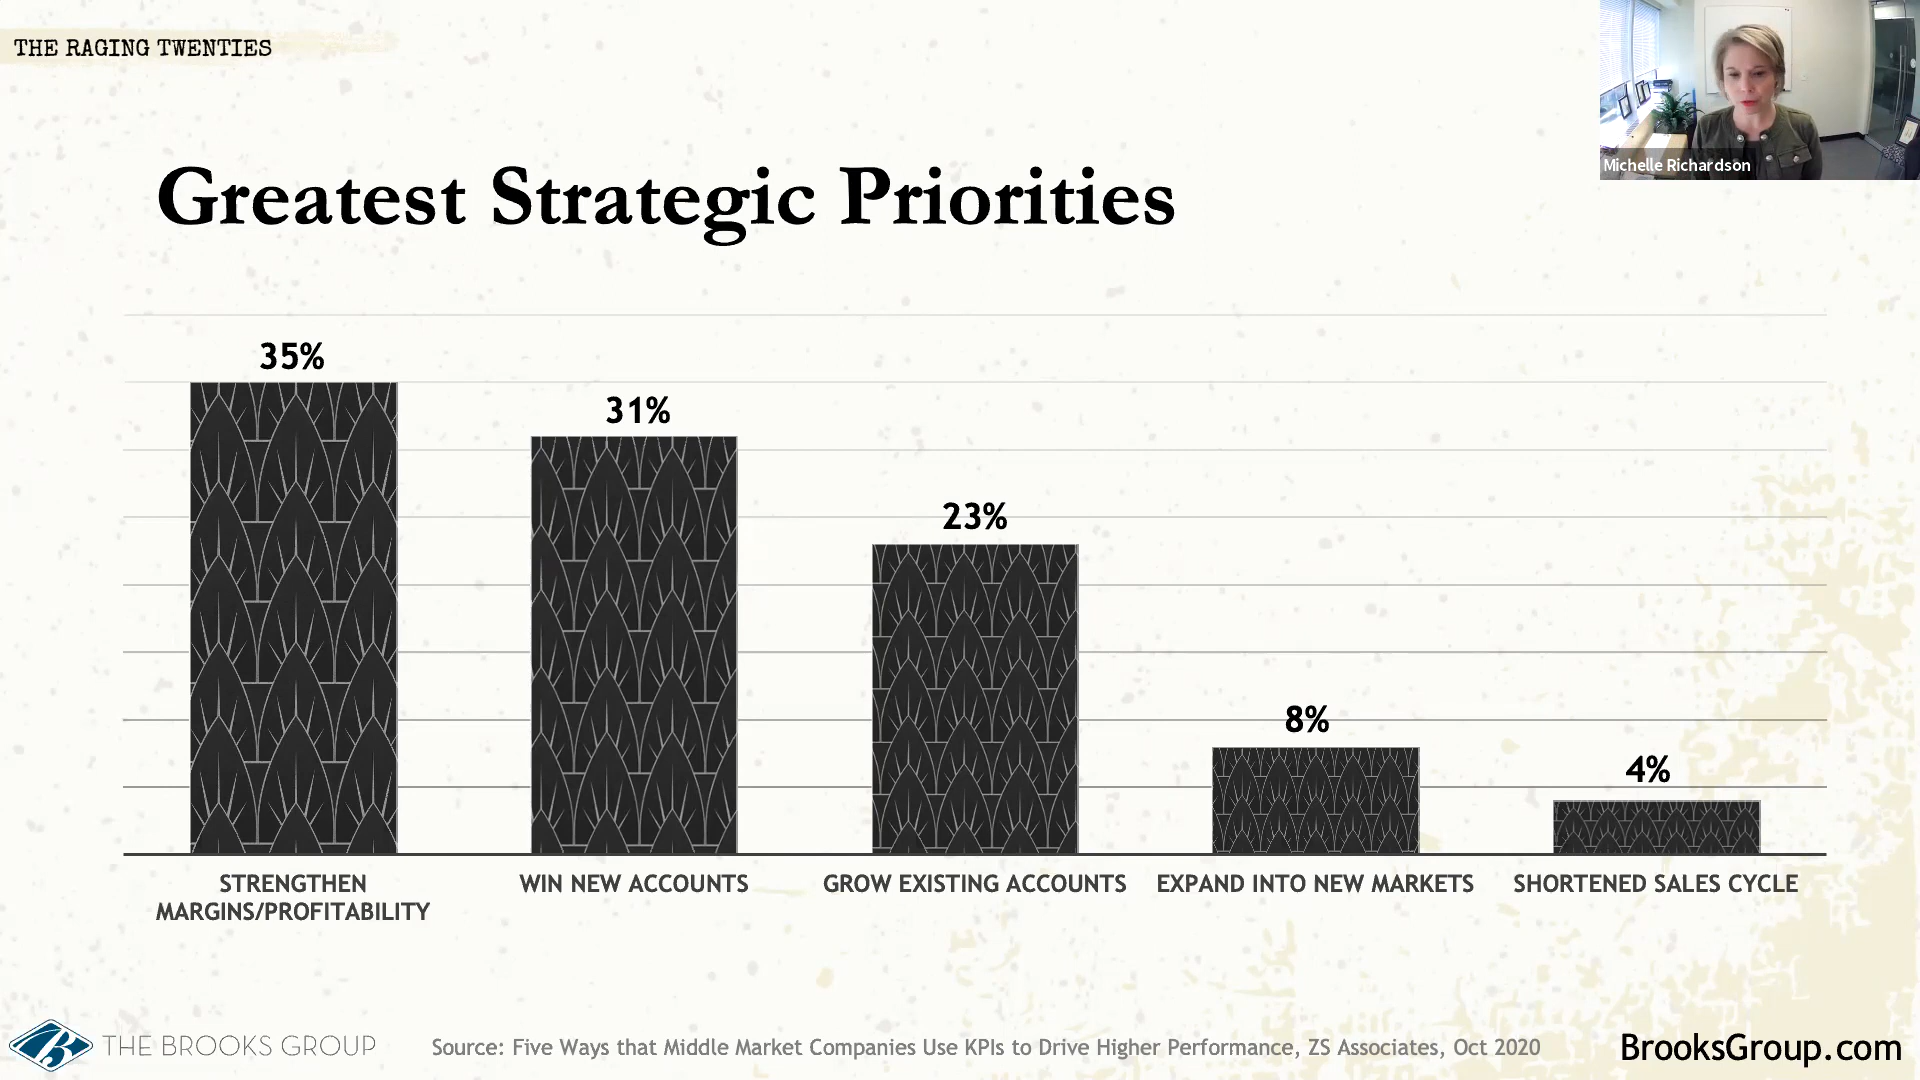 THE RAGING TWENTIES
Michelle Richardson
Greatest Strategic Priorities
35%
31%
23%
8%
4%
STRENGTHEN
MARGINS/PROFITABILITY
WIN NEW ACCOUNTS
GROW EXISTING ACCOUNTS
EXPAND INTO NEW MARKETS
SHORTENED SALES CYCLE
THE BROOKS GROUP
Source: Five Ways that Middle Market Companies Use KPIs to Drive Higher Performance, ZS Associates, Oct 2020
BrooksGroup.com